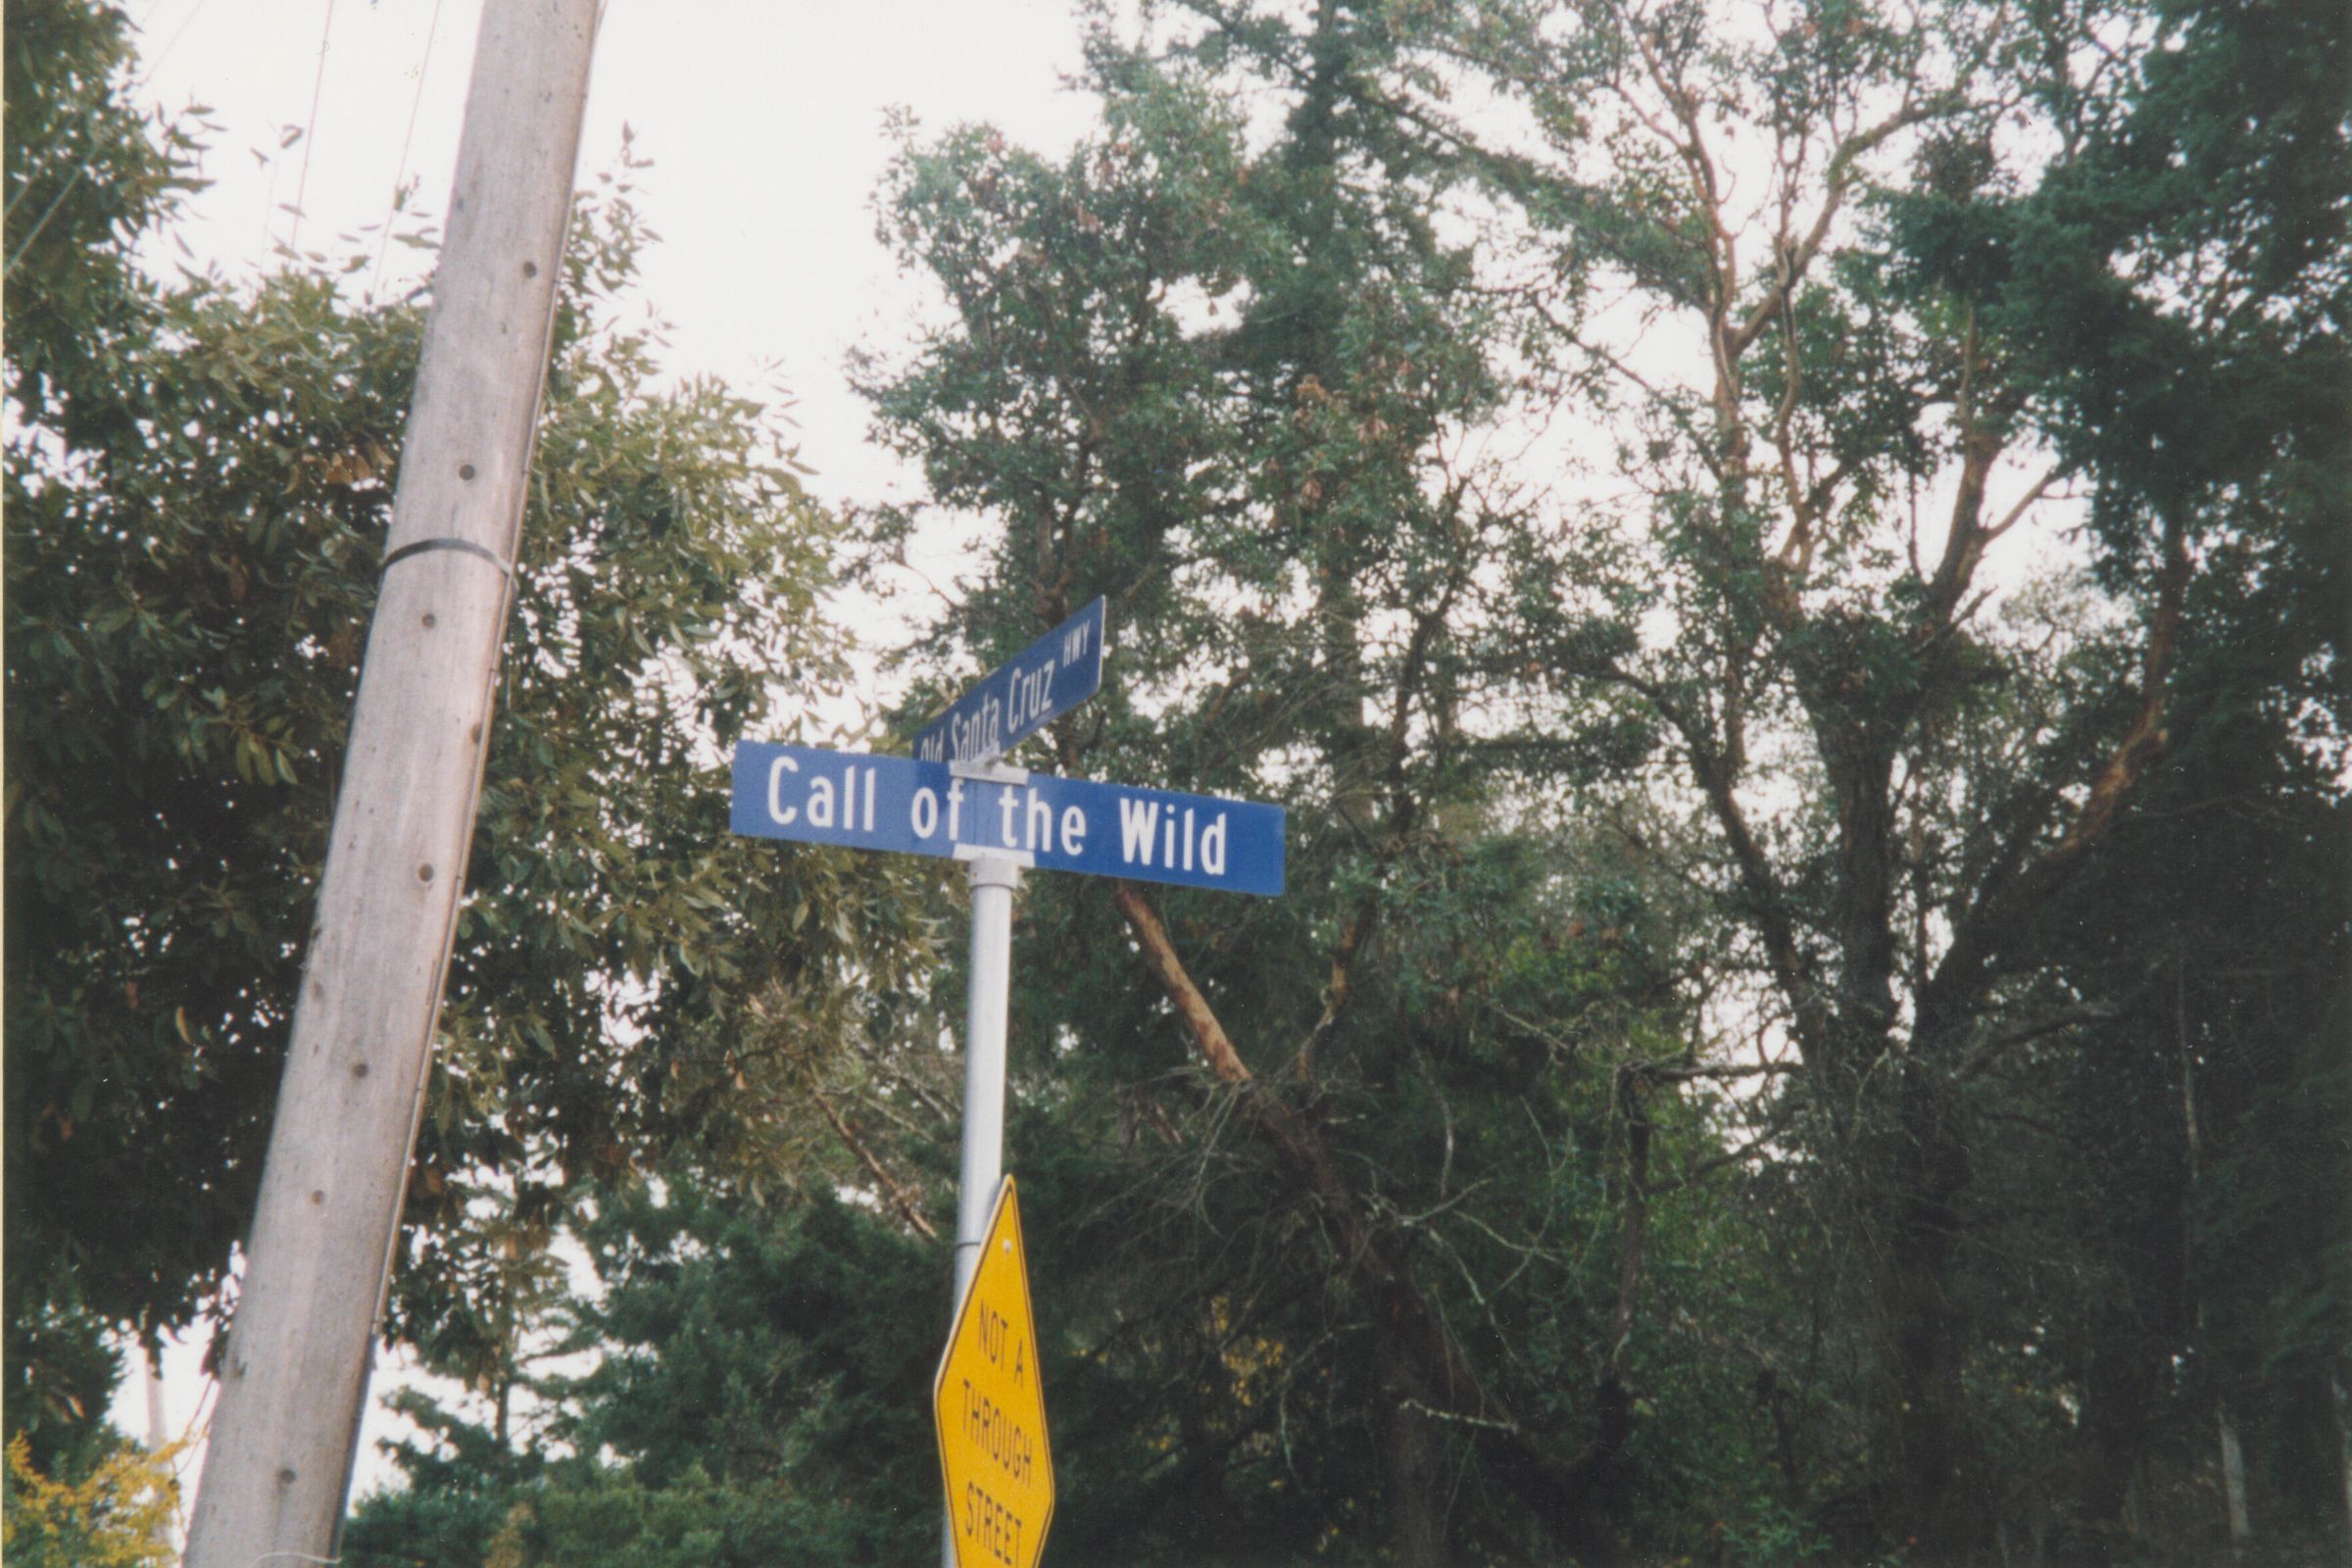 Old Santa Cruz HWY
Call of the Wild
NOT A
THROUGH
STREET